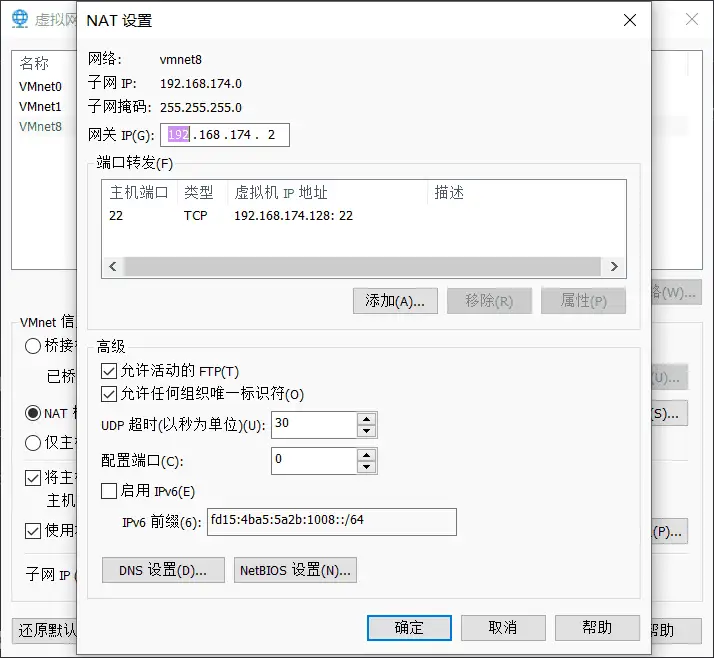 虚拟网
NAT 设置
名称
VMnet0
VMnet1
VMnet8
网络: vmnet8
子网 IP: 192.168.174.0
子网掩码: 255.255.255.0
网关 IP(G): 192.168.174.2
端口转发(F)
主机端口 类型 虚拟机 IP 地址 描述
22 TCP 192.168.174.128: 22
添加(A)... 移除(R) 属性(P)
(W)...
高级
允许活动的 FTP(T)
允许任何组织唯一标识符(O)
UDP 超时(以秒为单位)(U): 30
配置端口(C): 0
启用 IPv6(E)
IPv6 前缀(6): fd15:4ba5:5a2b:1008::/64
DNS 设置(D)... NetBIOS 设置(N)...
确定 取消 帮助
VMnet 信
桥接
已桥
(U)...
NAT
(S)...
仅主
将主
主机
使用
(P)...
子网 IP (
还原默认
帮助